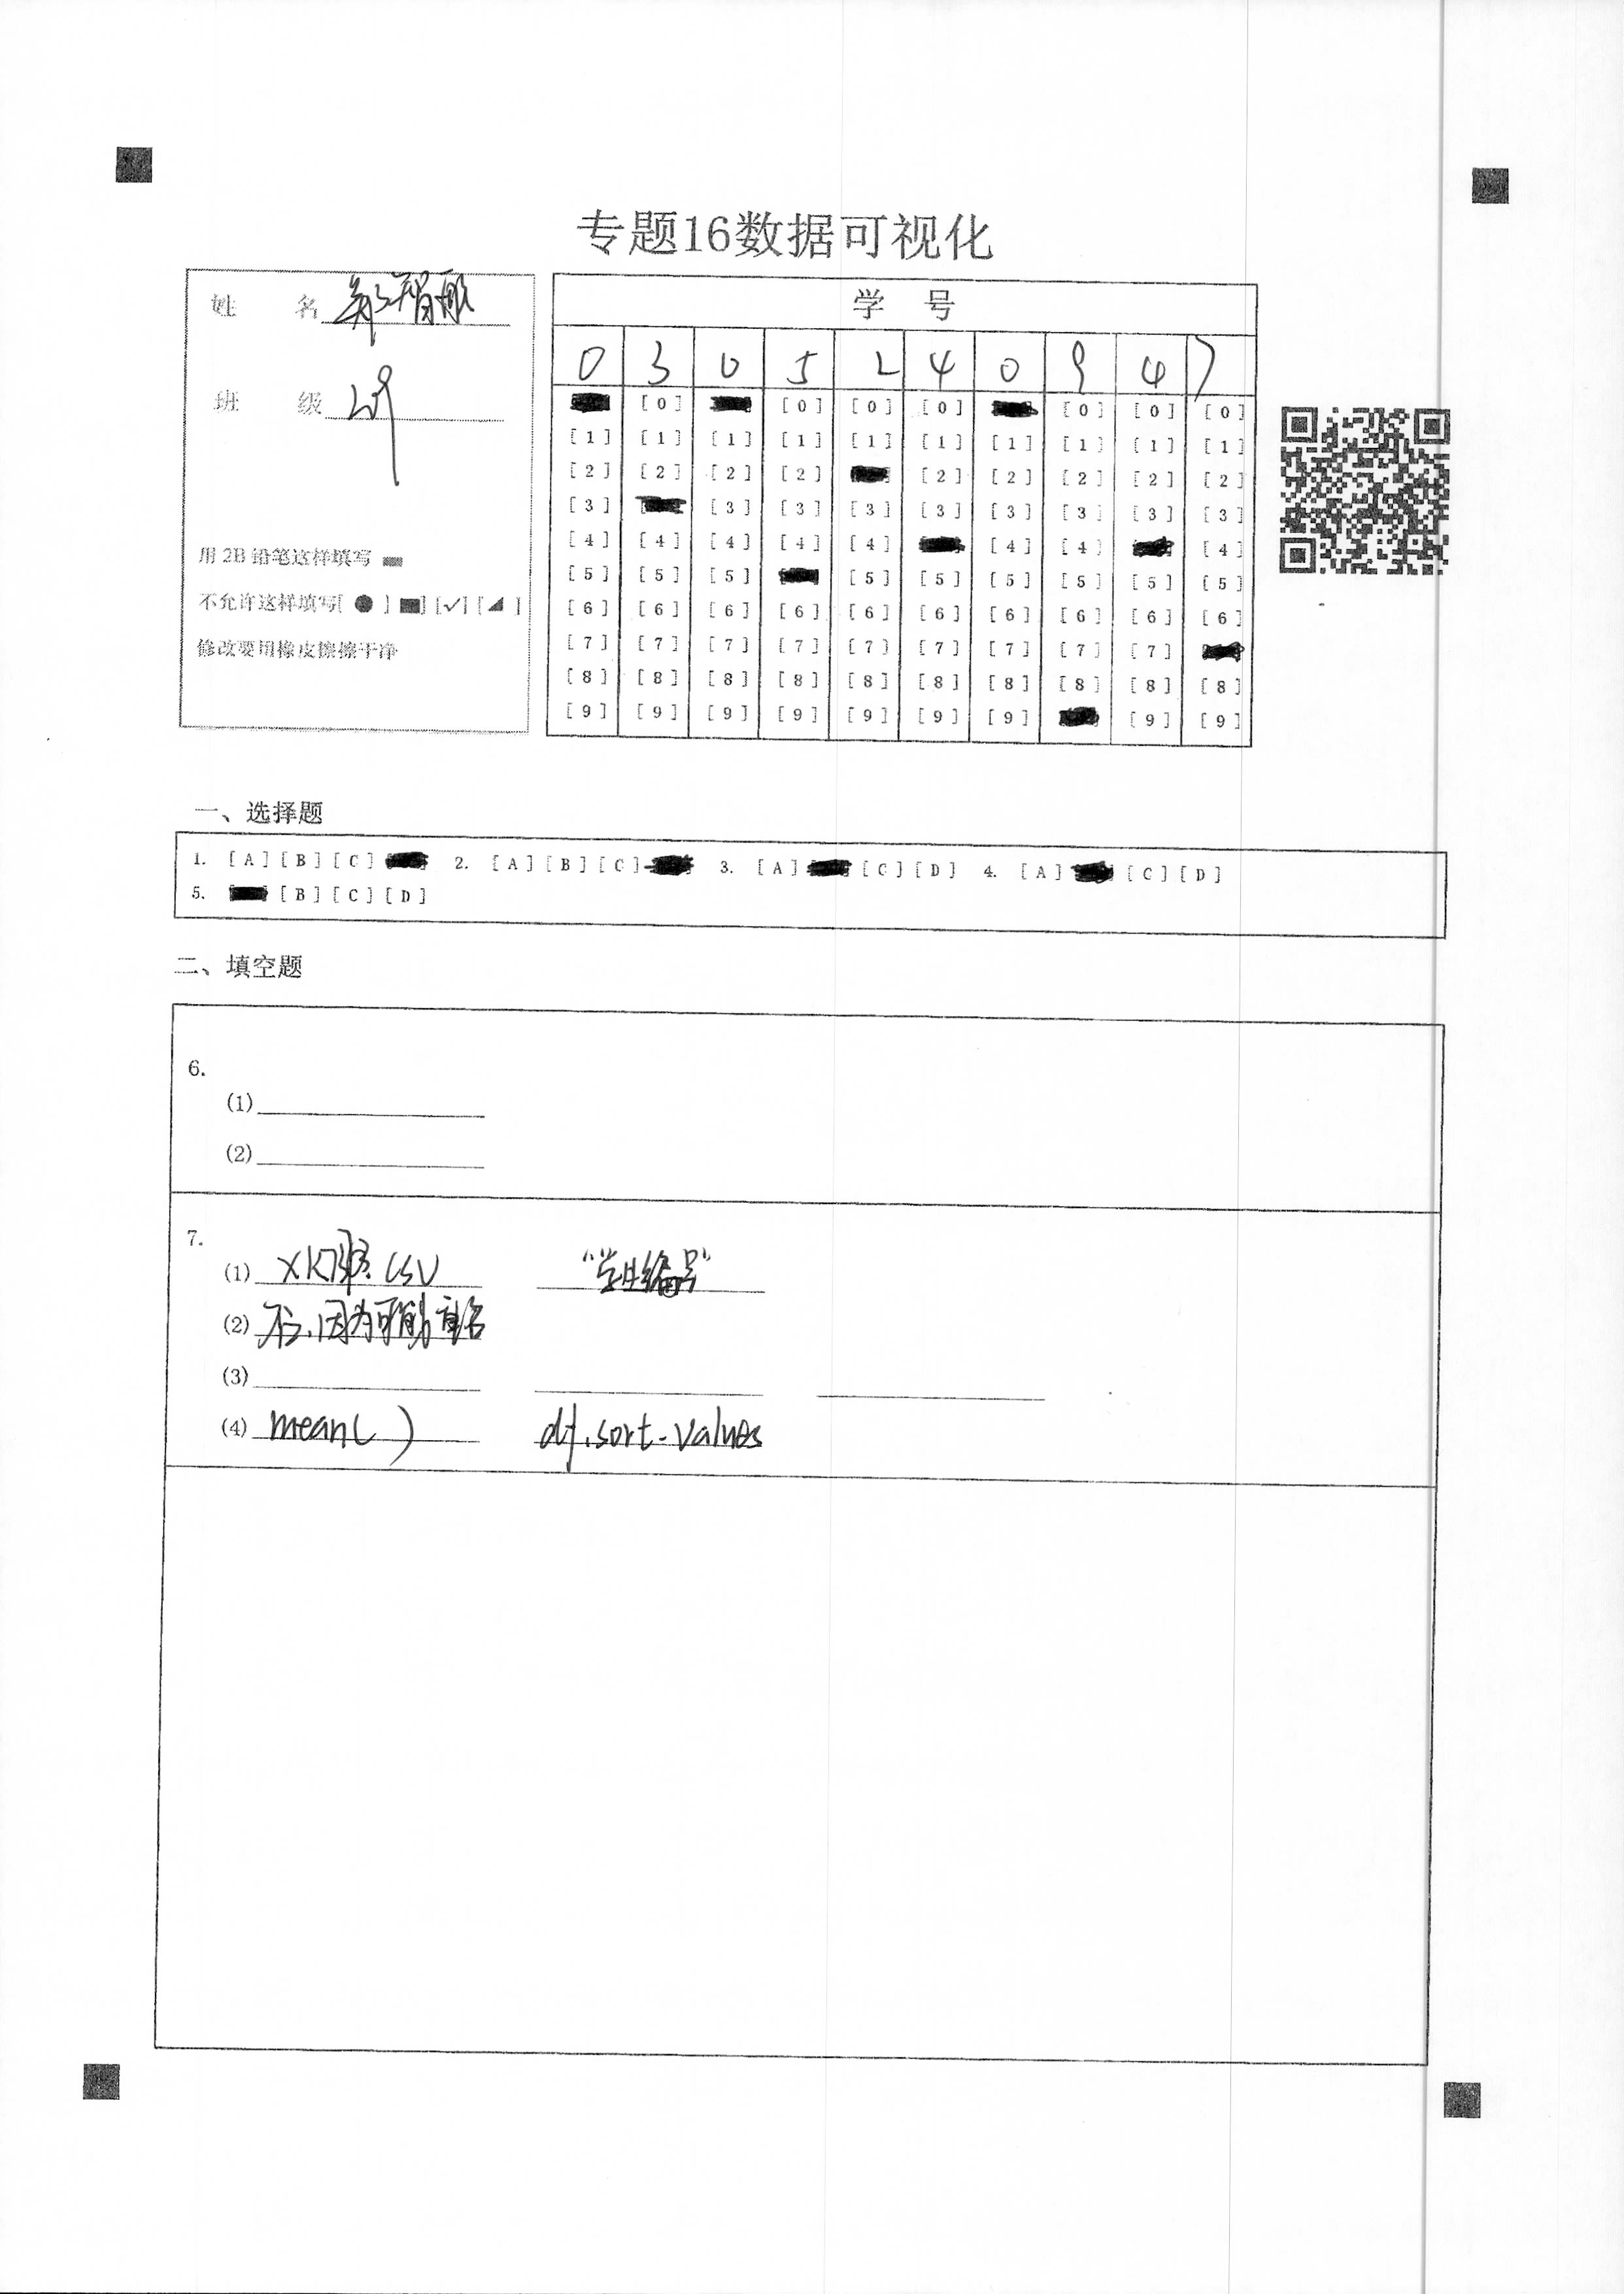 专题16数据可视化
姓 名 郑智
班 级
用 2B 铅笔这样填写
不允许这样填写[ ● ] [■] [✓] [◢ ]
修改要用橡皮擦擦干净
学 号
0 3 0 5 2 4 0 9 4 7
[0] [0] [0] [0] [0] [0] [0]
[1] [1] [1] [1] [1] [1] [1] [1] [1] [1]
[2] [2] [2] [2] [2] [2] [2] [2] [2]
[3] [3] [3] [3] [3] [3] [3] [3] [3]
[4] [4] [4] [4] [4] [4] [4] [4]
[5] [5] [5] [5] [5] [5] [5] [5] [5]
[6] [6] [6] [6] [6] [6] [6] [6] [6] [6]
[7] [7] [7] [7] [7] [7] [7] [7] [7]
[8] [8] [8] [8] [8] [8] [8] [8] [8] [8]
[9] [9] [9] [9] [9] [9] [9] [9] [9]
一、选择题
1. [A] [B] [C] 2. [A] [B] [C] 3. [A] [C] [D] 4. [A] [C] [D]
5. [B] [C] [D]
二、填空题
6.
(1)
(2)
7.
(1) XK7.csv "学生编号"
(2) 不.因为可能有重名
(3)
(4) mean( ) df.sort-values